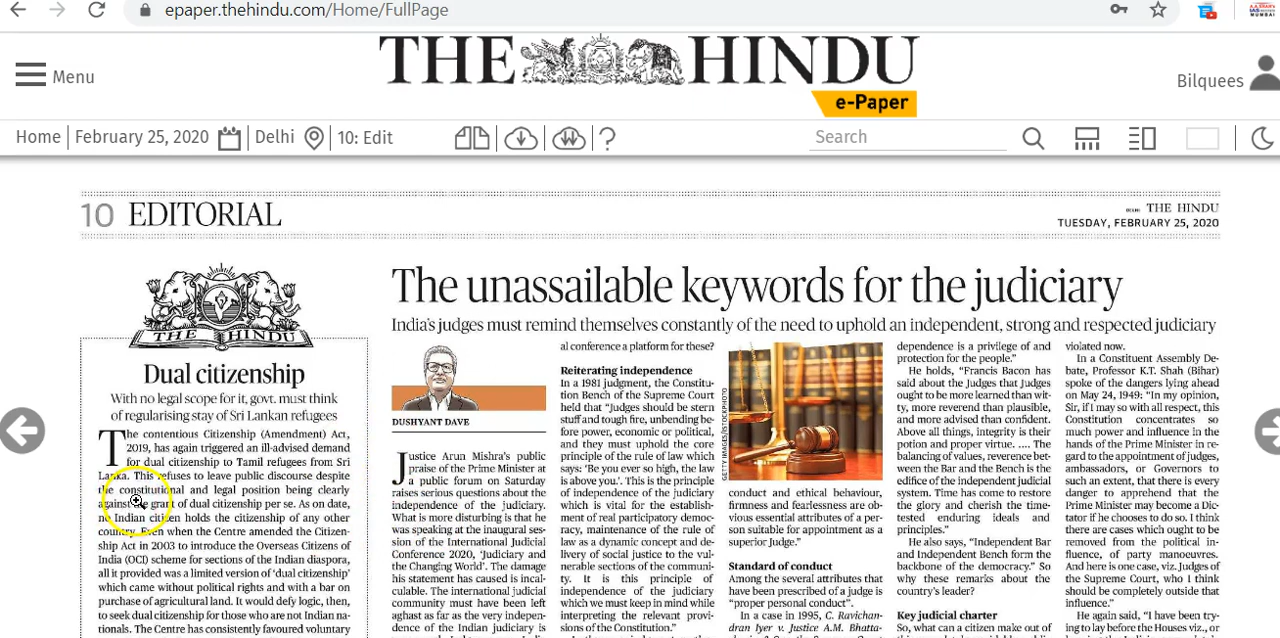 epaper.thehindu.com/Home/FullPage
Menu
THE HINDU
e-Paper
Bilquees
Home
February 25, 2020
Delhi
10: Edit
?
Search
10 EDITORIAL
THE HINDU
TUESDAY, FEBRUARY 25, 2020
THE HINDU
Dual citizenship
With no legal scope for it, govt. must think
of regularising stay of Sri Lankan refugees
The contentious Citizenship (Amendment) Act,
2019, has again triggered an ill-advised demand
for dual citizenship to Tamil refugees from Sri
Lanka. This refuses to leave public discourse despite
the constitutional and legal position being clearly
against grant of dual citizenship per se. As on date,
no Indian citizen holds the citizenship of any other
country. Even when the Centre amended the Citizen-
ship Act in 2003 to introduce the Overseas Citizens of
India (OCI) scheme for sections of the Indian diaspora,
all it provided was a limited version of ‘dual citizenship’
which came without political rights and with a bar on
purchase of agricultural land. It would defy logic, then,
to seek dual citizenship for those who are not Indian na-
tionals. The Centre has consistently favoured voluntary
The unassailable keywords for the judiciary
India’s judges must remind themselves constantly of the need to uphold an independent, strong and respected judiciary
DUSHYANT DAVE
Justice Arun Mishra’s public
praise of the Prime Minister at
a public forum on Saturday
raises serious questions about the
independence of the judiciary.
What is more disturbing is that he
was speaking at the inaugural ses-
sion of the International Judicial
Conference 2020, ‘Judiciary and
the Changing World’. The damage
his statement has caused is incal-
culable. The international judicial
community must have been left
aghast as far as the very indepen-
dence of the Indian judiciary is
al conference a platform for these?
Reiterating independence
In a 1981 judgment, the Constitu-
tion Bench of the Supreme Court
held that “Judges should be stern
stuff and tough fire, unbending be-
fore power, economic or political,
and they must uphold the core
principle of the rule of law which
says: ‘Be you ever so high, the law
is above you’. This is the principle
of independence of the judiciary
which is vital for the establish-
ment of real participatory democ-
racy, maintenance of the rule of
law as a dynamic concept and de-
livery of social justice to the vul-
nerable sections of the communi-
ty. It is this principle of
independence of the judiciary
which we must keep in mind while
interpreting the relevant provi-
sions of the Constitution.”
GETTY IMAGES/ISTOCKPHOTO
conduct and ethical behaviour,
firmness and fearlessness are ob-
vious essential attributes of a per-
son suitable for appointment as a
superior Judge.”
Standard of conduct
Among the several attributes that
have been prescribed of a judge is
“proper personal conduct”.
In a case in 1995, C. Ravichan-
dran Iyer v. Justice A.M. Bhatta-
dependence is a privilege of and
protection for the people.”
He holds, “Francis Bacon has
said about the Judges that Judges
ought to be more learned than wit-
ty, more reverend than plausible,
and more advised than confident.
Above all things, integrity is their
potion and proper virtue. .... The
balancing of values, reverence bet-
ween the Bar and the Bench is the
edifice of the independent judicial
system. Time has come to restore
the glory and cherish the time-
tested enduring ideals and
principles.”
He also says, “Independent Bar
and Independent Bench form the
backbone of the democracy.” So
why these remarks about the
country’s leader?
Key judicial charter
So, what can a citizen make out of
violated now.
In a Constituent Assembly De-
bate, Professor K.T. Shah (Bihar)
spoke of the dangers lying ahead
on May 24, 1949: “In my opinion,
Sir, if I may so with all respect, this
Constitution concentrates so
much power and influence in the
hands of the Prime Minister in re-
gard to the appointment of judges,
ambassadors, or Governors to
such an extent, that there is every
danger to apprehend that the
Prime Minister may become a Dic-
tator if he chooses to do so. I think
there are cases which ought to be
removed from the political in-
fluence, of party manoeuvres.
And here is one case, viz. Judges of
the Supreme Court, who I think
should be completely outside that
influence.”
He again said, “I have been try-
ing to lay before the Houses viz., or